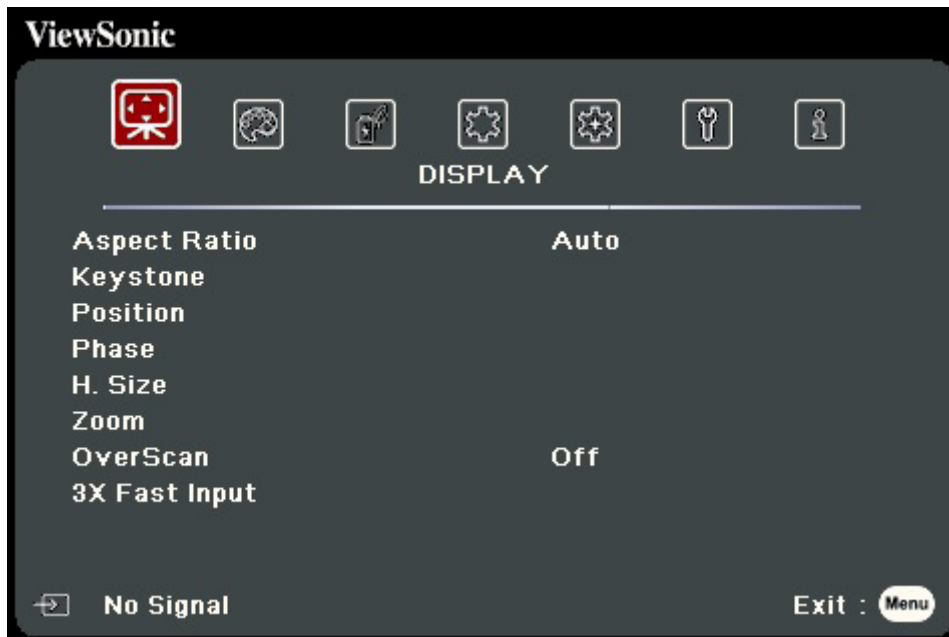 ViewSonic
DISPLAY
Aspect Ratio Auto
Keystone
Position
Phase
H. Size
Zoom
OverScan Off
3X Fast Input
No Signal Exit : Menu